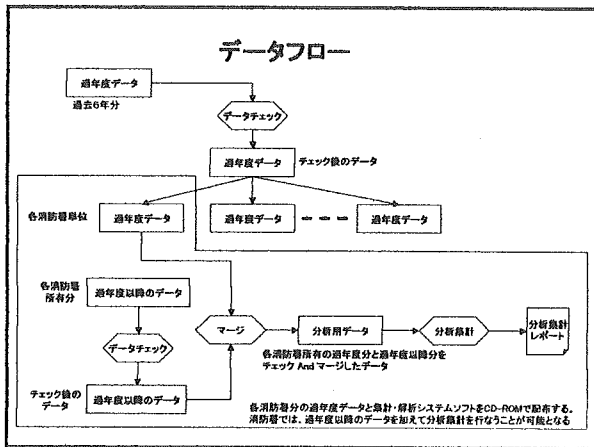 データフロー
過年度データ
過去6年分
データチェック
過年度データ
チェック後のデータ
各消防署単位
過年度データ
過年度データ
過年度データ
各消防署
所有分
過年度以降のデータ
データチェック
チェック後の
データ
過年度以降のデータ
マージ
分析用データ
分析集計
分析集計
レポート
各消防署所有の過年度分と過年度以降分を
チェック And マージしたデータ
各消防署分の過年度データと集計・解析システムソフトをCD-ROMで配布する。
消防署では、過年度以降のデータを加えて分析集計を行なうことが可能となる